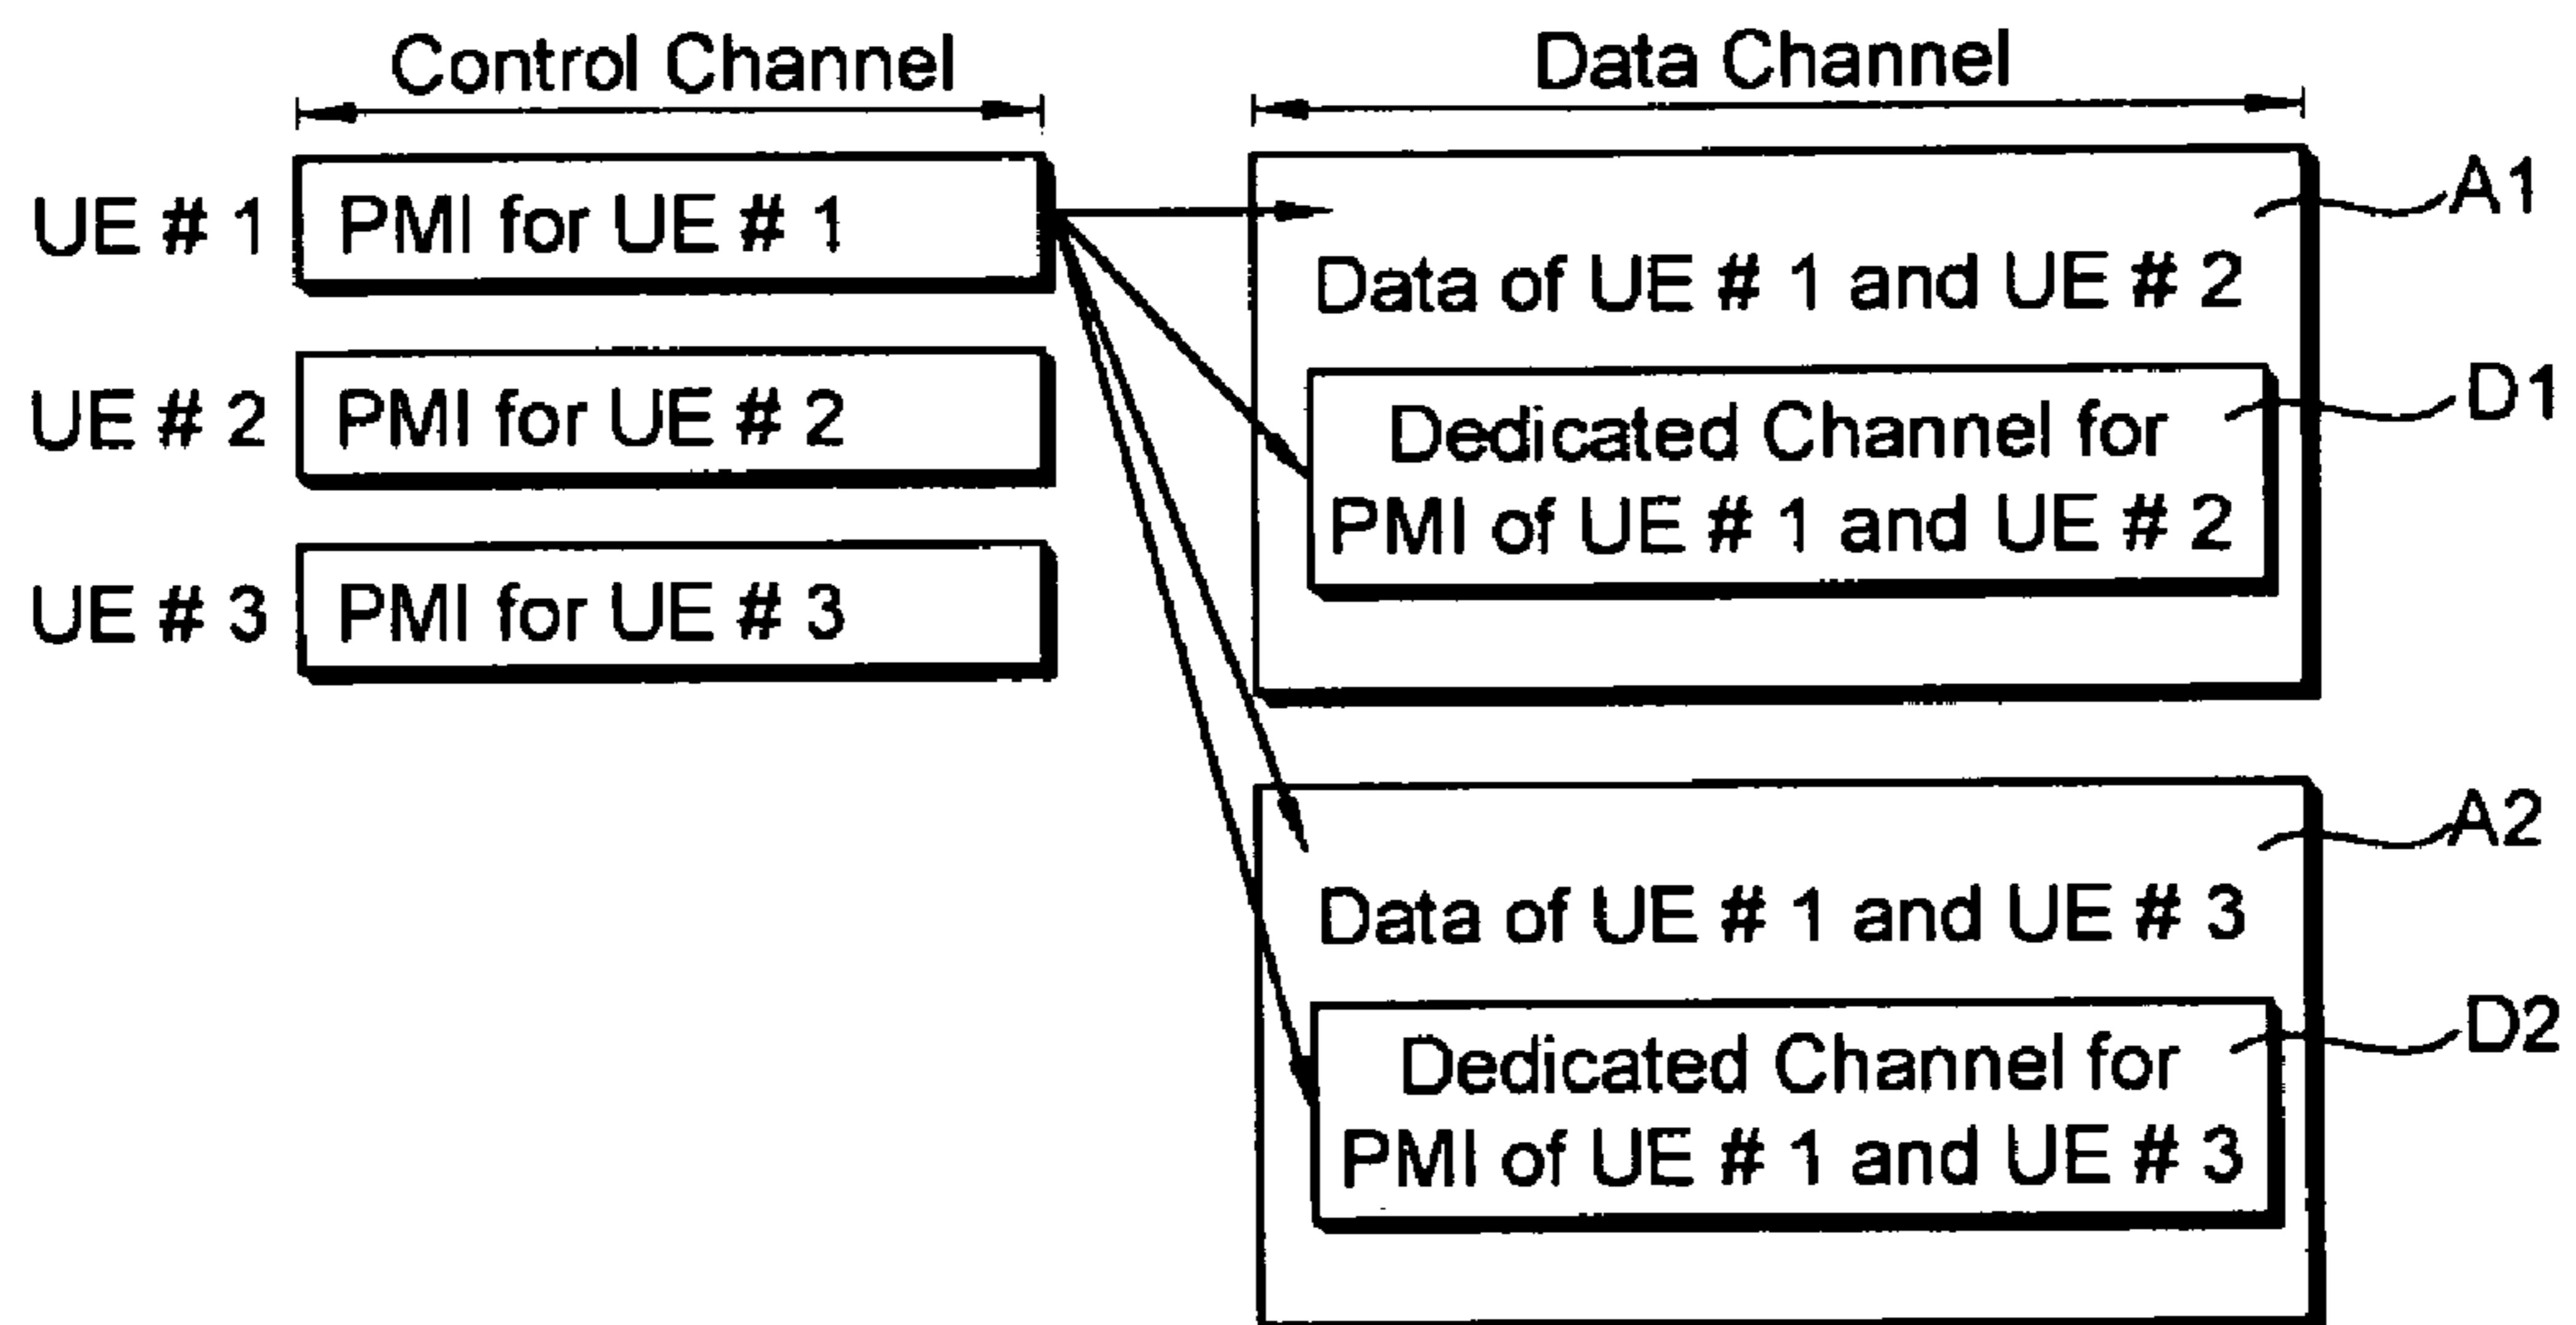 Control Channel
Data Channel
UE # 1
PMI for UE # 1
A1
Data of UE # 1 and UE # 2
UE # 2
PMI for UE # 2
D1
Dedicated Channel for
PMI of UE # 1 and UE # 2
UE # 3
PMI for UE # 3
A2
Data of UE # 1 and UE # 3
D2
Dedicated Channel for
PMI of UE # 1 and UE # 3